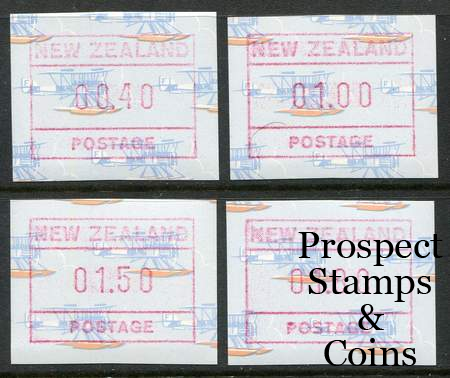 NEW ZEALAND
00.40
POSTAGE
NEW ZEALAND
01.00
POSTAGE
NEW ZEALAND
01.50
POSTAGE
NEW ZEALAND
POSTAGE
Prospect
Stamps
&
Coins